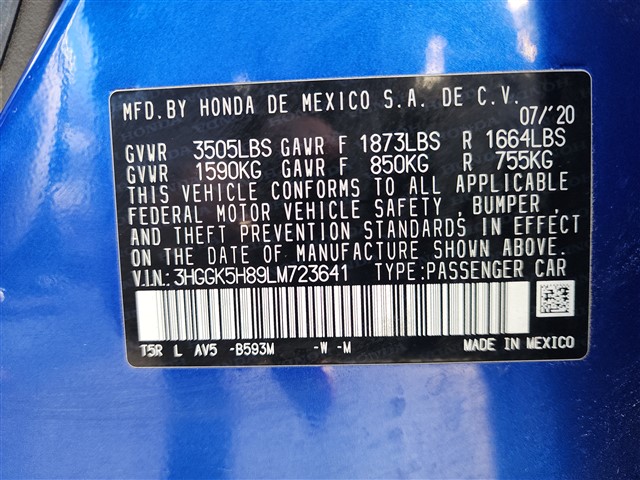 MFD. BY HONDA DE MEXICO S.A. DE C.V.
07/'20
GVWR 3505LBS GAWR F 1873LBS R 1664LBS
GVWR 1590KG GAWR F 850KG R 755KG
THIS VEHICLE CONFORMS TO ALL APPLICABLE
FEDERAL MOTOR VEHICLE SAFETY , BUMPER ,
AND THEFT PREVENTION STANDARDS IN EFFECT
ON THE DATE OF MANUFACTURE SHOWN ABOVE.
V.I.N.: 3HGGK5H89LM723641 TYPE:PASSENGER CAR
T5R L AV5 -B593M -W -M MADE IN MEXICO